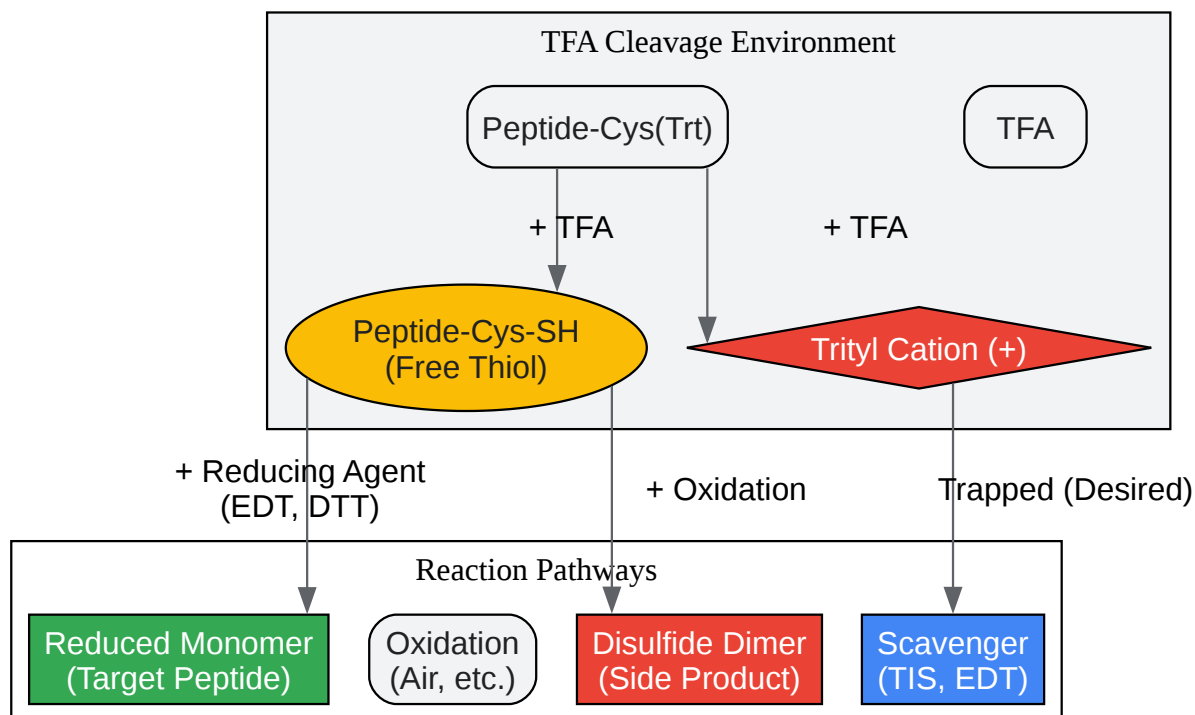 TFA Cleavage Environment
Peptide-Cys(Trt)
TFA
+ TFA
+ TFA
Peptide-Cys-SH
(Free Thiol)
Trityl Cation (+)
+ Reducing Agent
(EDT, DTT)
+ Oxidation
Trapped (Desired)
Reaction Pathways
Reduced Monomer
(Target Peptide)
Oxidation
(Air, etc.)
Disulfide Dimer
(Side Product)
Scavenger
(TIS, EDT)